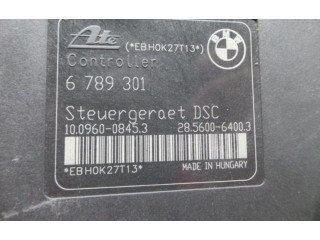 Ate (*EBH0K27T13*) BMW
Controller
6 789 301
Steuergeraet DSC
10.0960-0845.3 28.5600-6400.3
*EBH0K27T13* MADE IN HUNGARY